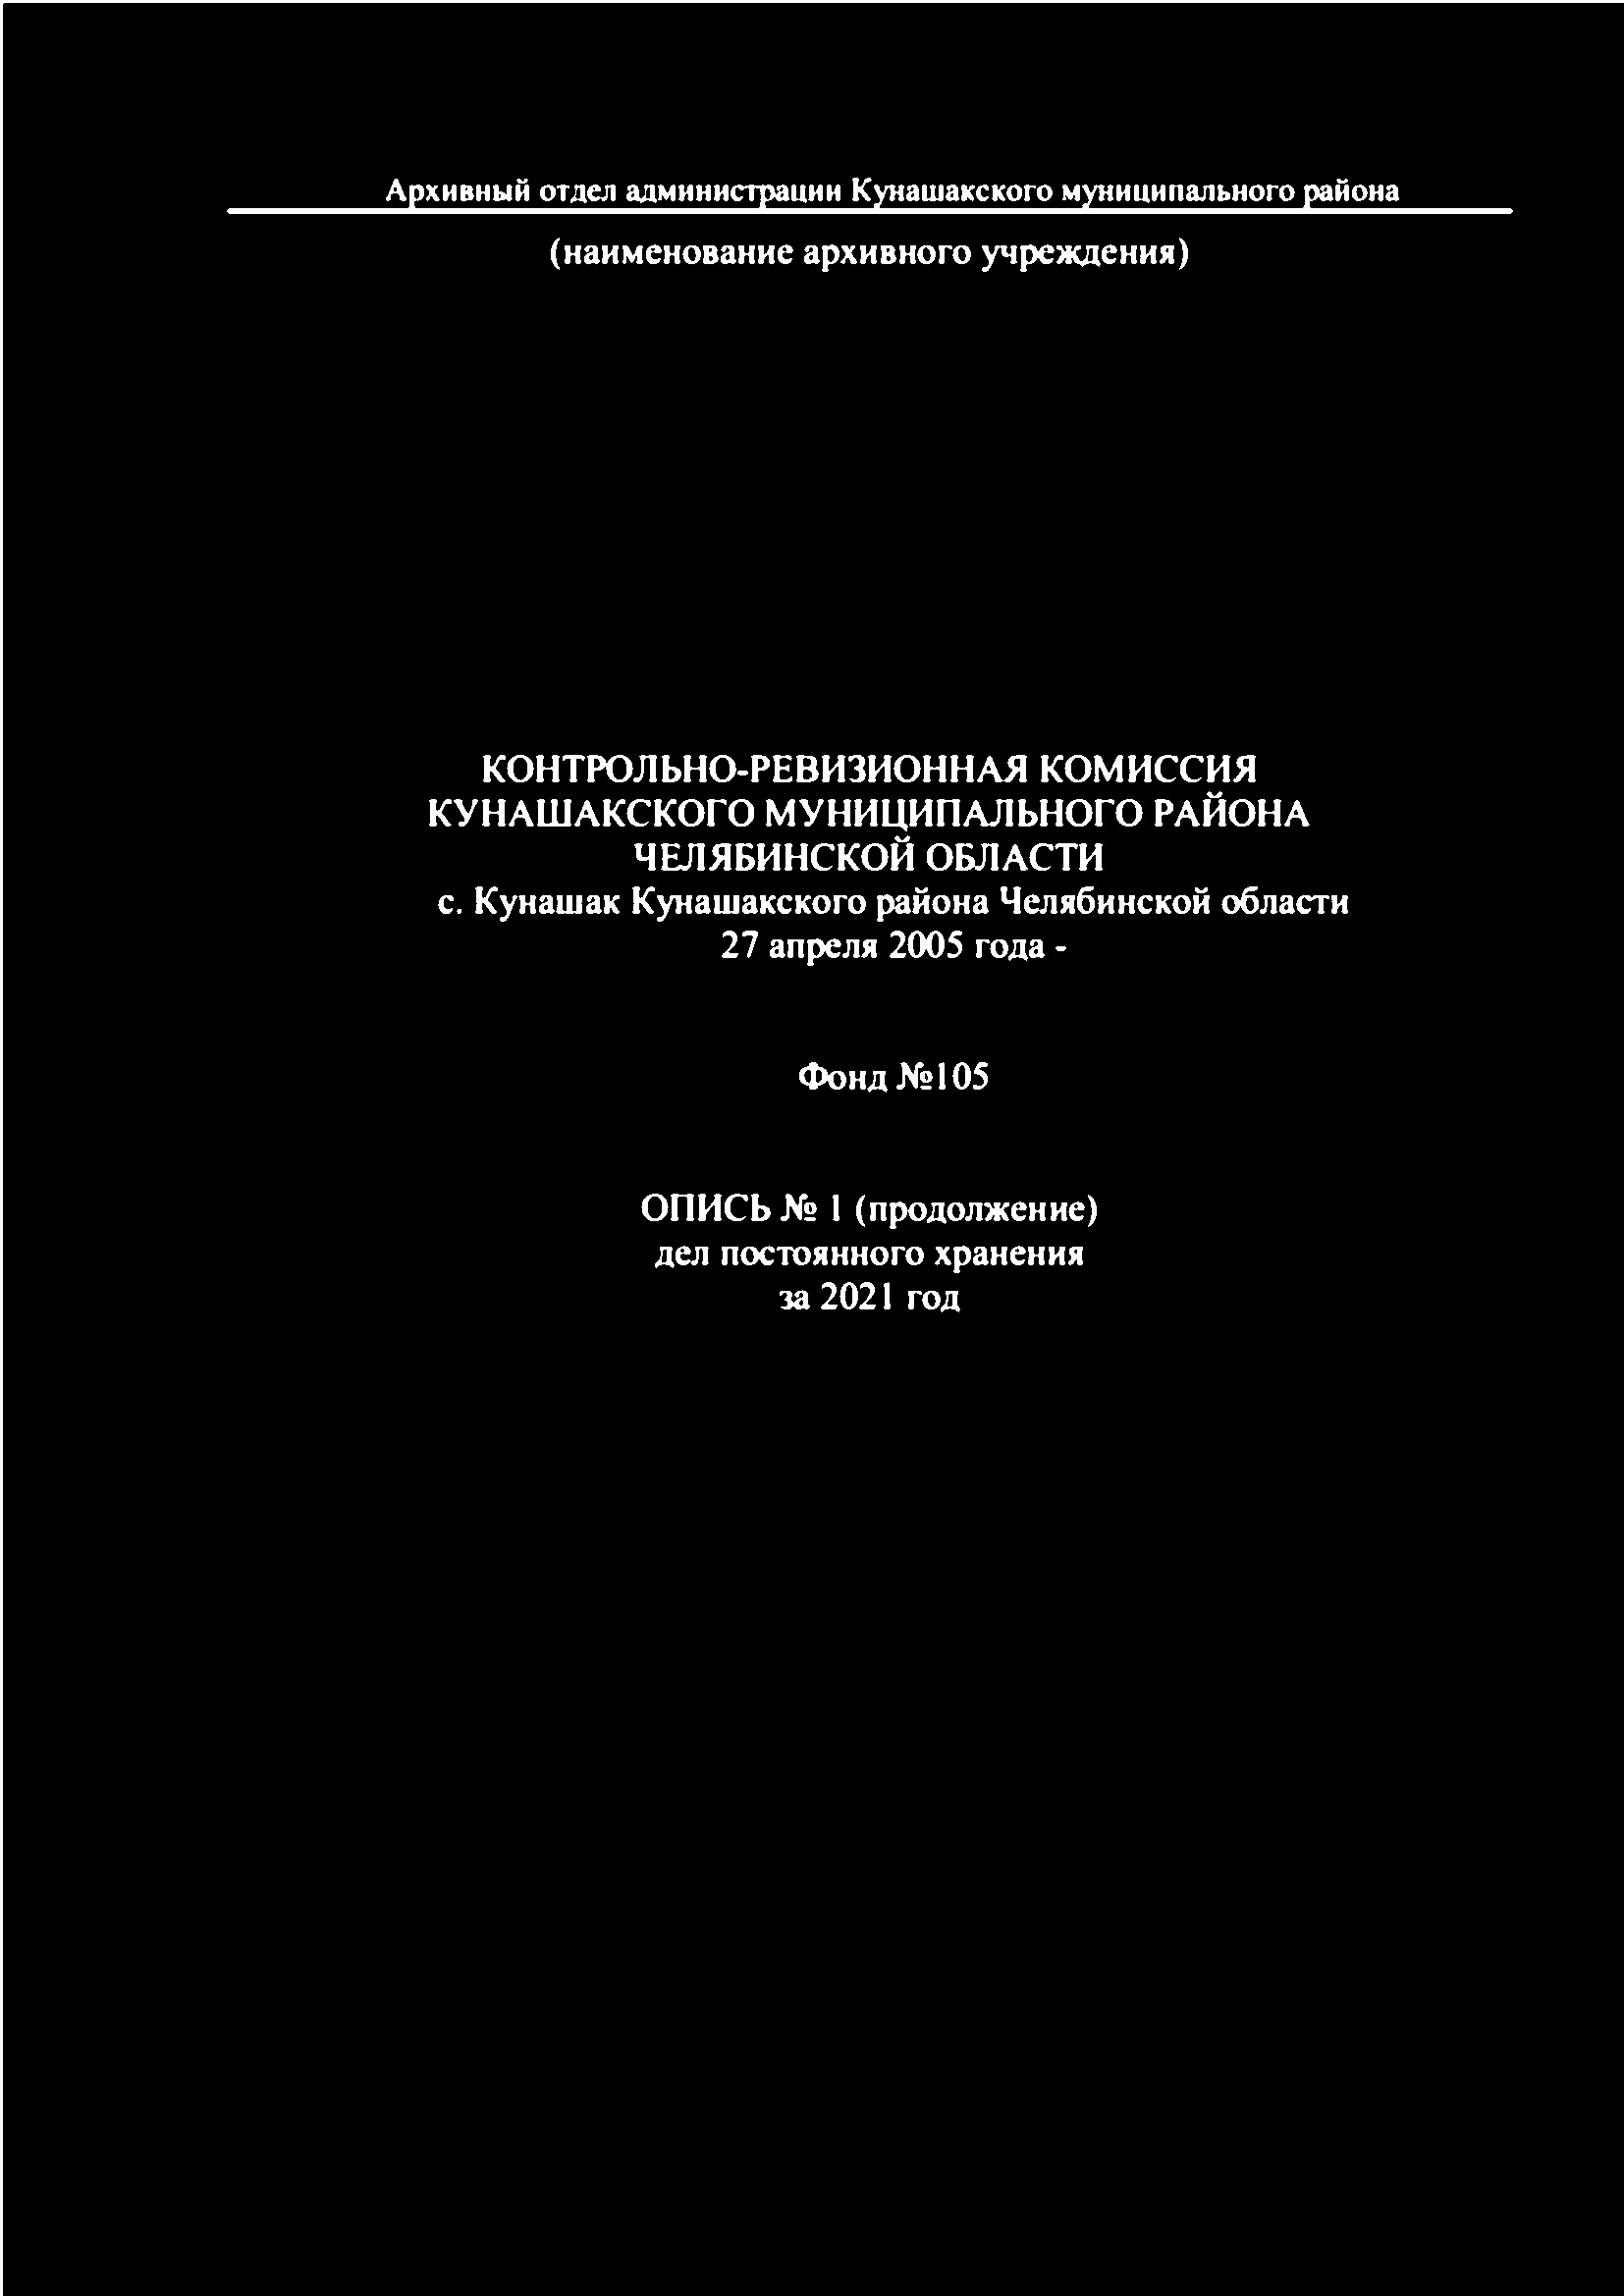 Архивный отдел администрации Кунашакского муниципального района
(наименование архивного учреждения)
КОНТРОЛЬНО-РЕВИЗИОННАЯ КОМИССИЯ
КУНАШАКСКОГО МУНИЦИПАЛЬНОГО РАЙОНА
ЧЕЛЯБИНСКОЙ ОБЛАСТИ
с. Кунашак Кунашакского района Челябинской области
27 апреля 2005 года -
Фонд №105
ОПИСЬ № 1 (продолжение)
дел постоянного хранения
за 2021 год